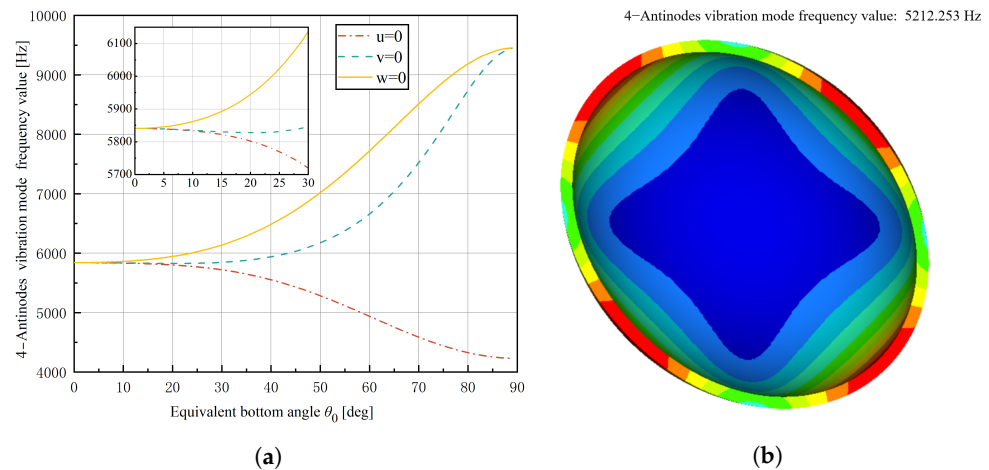 4−Antinodes vibration mode frequency value: 5212.253 Hz
4−Antinodes vibration mode frequency value [Hz]
10000
9000
8000
7000
6000
5000
4000
6100
6000
5900
5800
5700
0 5 10 15 20 25 30
u=0
v=0
w=0
0 10 20 30 40 50 60 70 80 90
Equivalent bottom angle θ0 [deg]
(a)
(b)